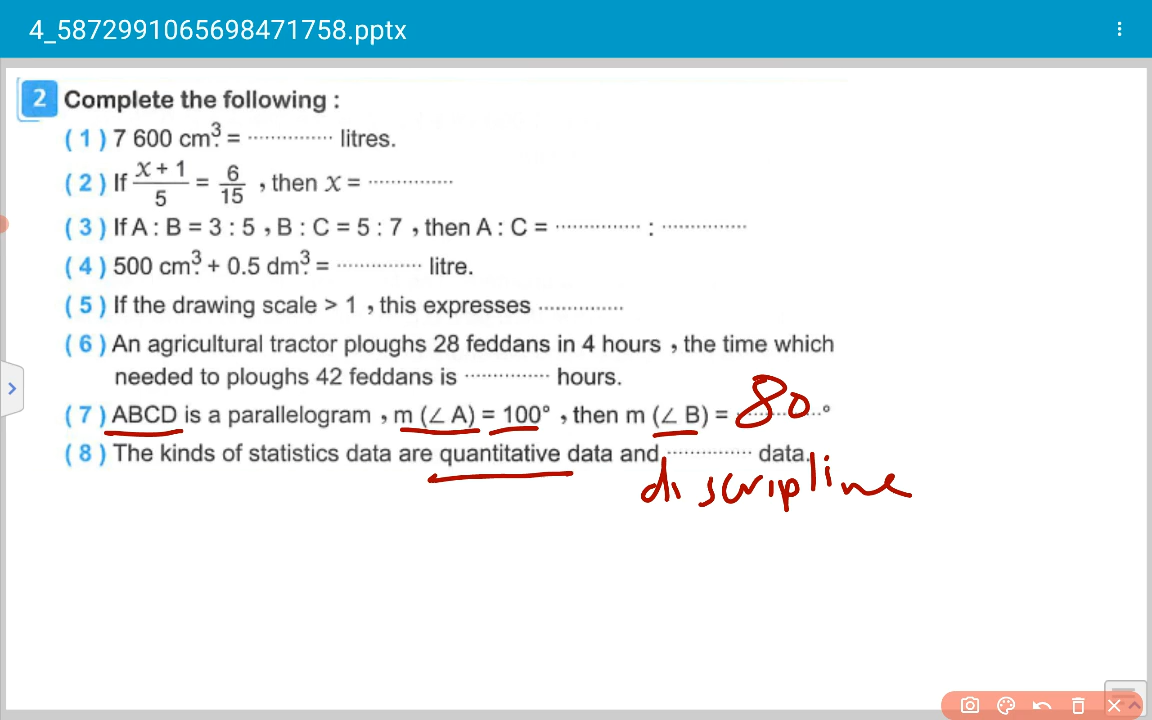 4_5872991065698471758.pptx
2 Complete the following :
( 1 ) 7 600 cm³. = ·············· litres.
( 2 ) If (x + 1)/5 = 6/15 , then x = ··············
( 3 ) If A : B = 3 : 5 , B : C = 5 : 7 , then A : C = ·············· : ··············
( 4 ) 500 cm³. + 0.5 dm³. = ·············· litre.
( 5 ) If the drawing scale > 1 , this expresses ··············
( 6 ) An agricultural tractor ploughs 28 feddans in 4 hours , the time which
needed to ploughs 42 feddans is ·············· hours.
( 7 ) ABCD is a parallelogram , m (∠ A) = 100° , then m (∠ B) = 80 °
( 8 ) The kinds of statistics data are quantitative data and ·············· data.
discripline